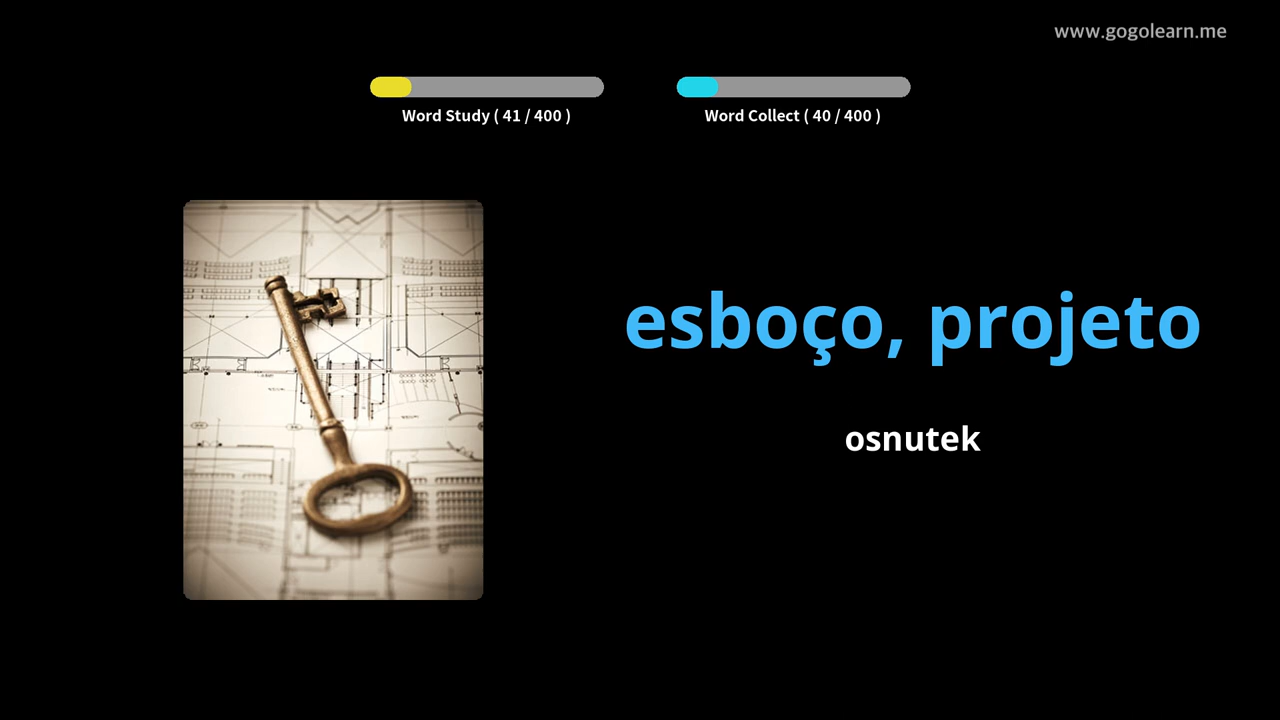 www.gogolearn.me
Word Study ( 41 / 400 )
Word Collect ( 40 / 400 )
esboço, projeto
osnutek